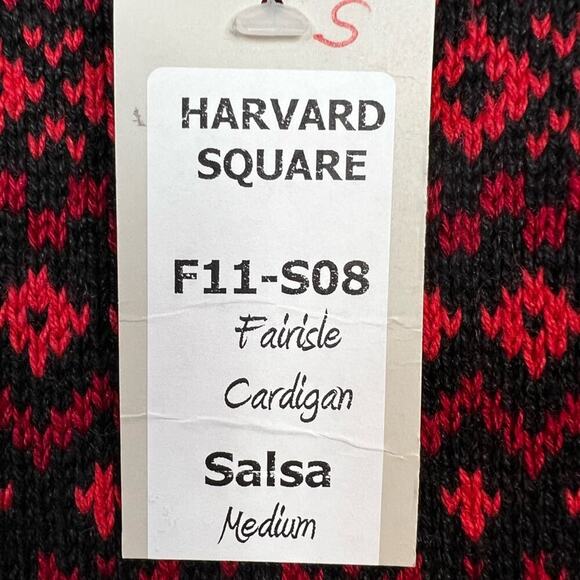 S
HARVARD
SQUARE
F11-S08
Fairisle
Cardigan
Salsa
Medium